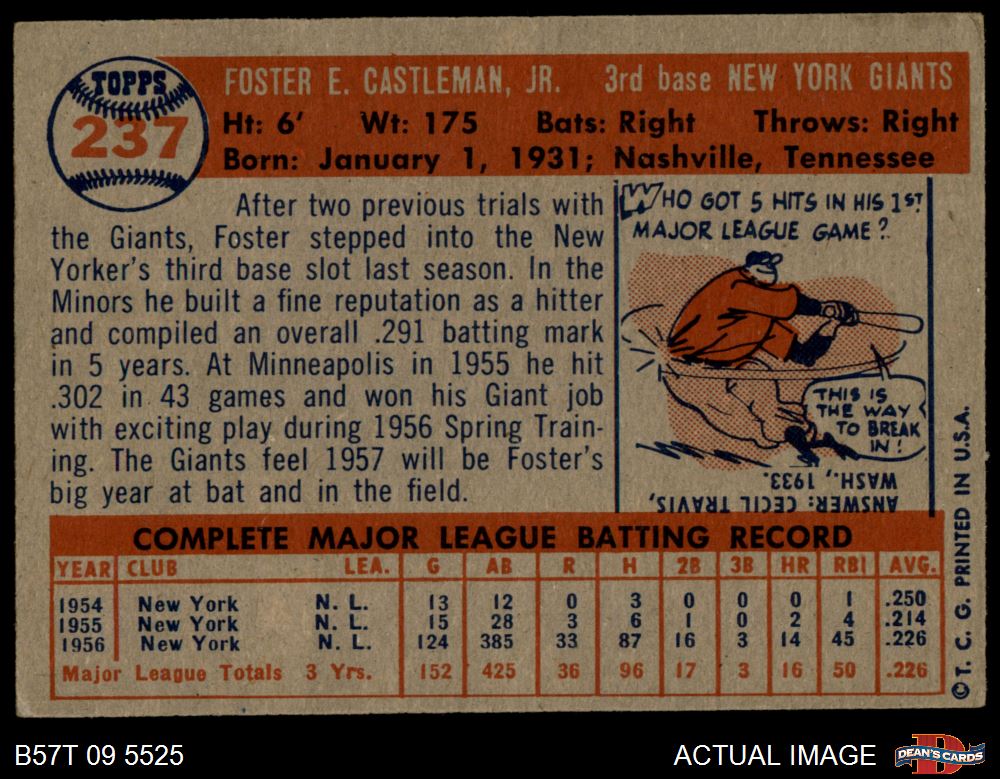 TOPPS
237
FOSTER E. CASTLEMAN, JR. 3rd base NEW YORK GIANTS
Ht: 6' Wt: 175 Bats: Right Throws: Right
Born: January 1, 1931; Nashville, Tennessee
After two previous trials with
the Giants, Foster stepped into the New
Yorker's third base slot last season. In the
Minors he built a fine reputation as a hitter
and compiled an overall .291 batting mark
in 5 years. At Minneapolis in 1955 he hit
.302 in 43 games and won his Giant job
with exciting play during 1956 Spring Train-
ing. The Giants feel 1957 will be Foster's
big year at bat and in the field.
WHO GOT 5 HITS IN HIS 1ST
MAJOR LEAGUE GAME?
THIS IS
THE WAY
TO BREAK
IN!
ANSWER: CECIL TRAVIS,
WASH., 1933.
COMPLETE MAJOR LEAGUE BATTING RECORD
YEAR CLUB LEA. G AB R H 2B 3B HR RBI AVG.
1954 New York N. L. 13 12 0 3 0 0 0 1 .250
1955 New York N. L. 15 28 3 6 1 0 2 4 .214
1956 New York N. L. 124 385 33 87 16 3 14 45 .226
Major League Totals 3 Yrs. 152 425 36 96 17 3 16 50 .226
©T. C. G. PRINTED IN U.S.A.
B57T 09 5525
ACTUAL IMAGE
D
DEAN'S CARDS